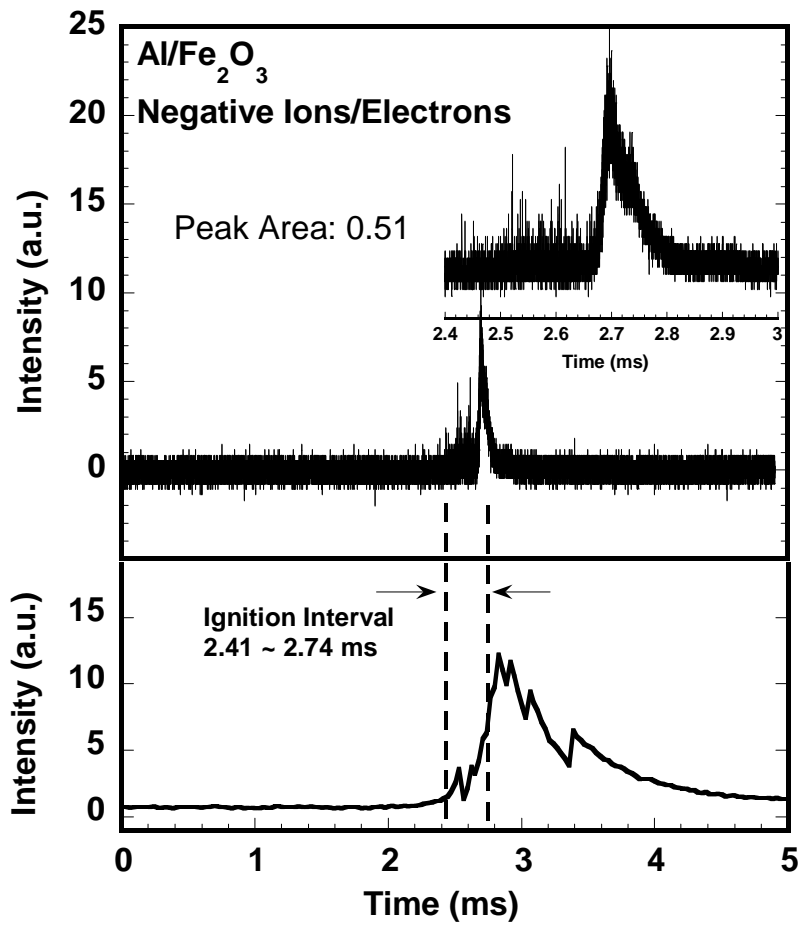 Al/Fe₂O₃
Negative Ions/Electrons
Peak Area: 0.51
Intensity (a.u.)
25
20
15
10
5
0
2.4 2.5 2.6 2.7 2.8 2.9 3
Time (ms)
Ignition Interval
2.41 ~ 2.74 ms
Intensity (a.u.)
15
10
5
0
0 1 2 3 4 5
Time (ms)